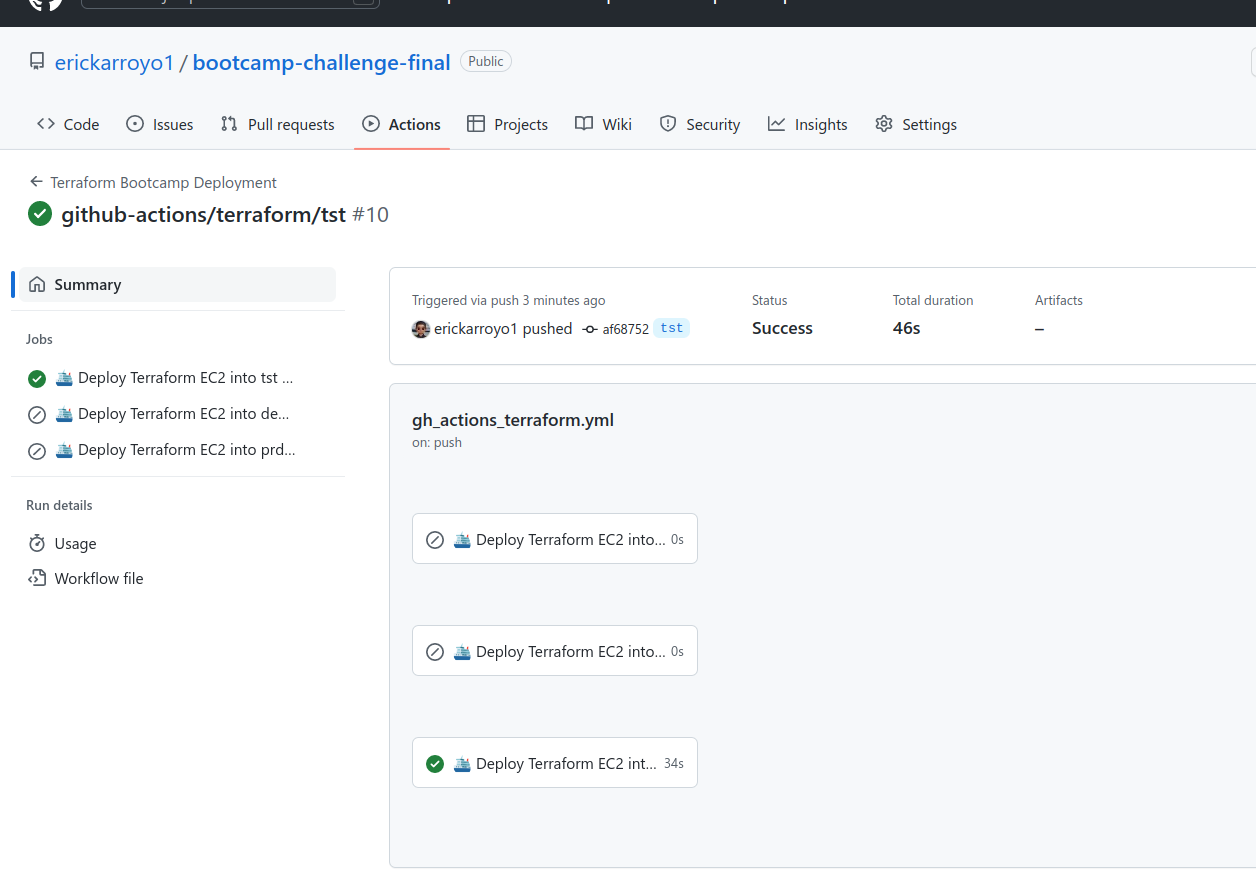 erickarroyo1 / bootcamp-challenge-final Public
Code Issues Pull requests Actions Projects Wiki Security Insights Settings
Terraform Bootcamp Deployment
github-actions/terraform/tst #10
Summary
Jobs
Deploy Terraform EC2 into tst ...
Deploy Terraform EC2 into de...
Deploy Terraform EC2 into prd...
Run details
Usage
Workflow file
Triggered via push 3 minutes ago
erickarroyo1 pushed af68752 tst
Status
Success
Total duration
46s
Artifacts
–
gh_actions_terraform.yml
on: push
Deploy Terraform EC2 into... 0s
Deploy Terraform EC2 into... 0s
Deploy Terraform EC2 int... 34s